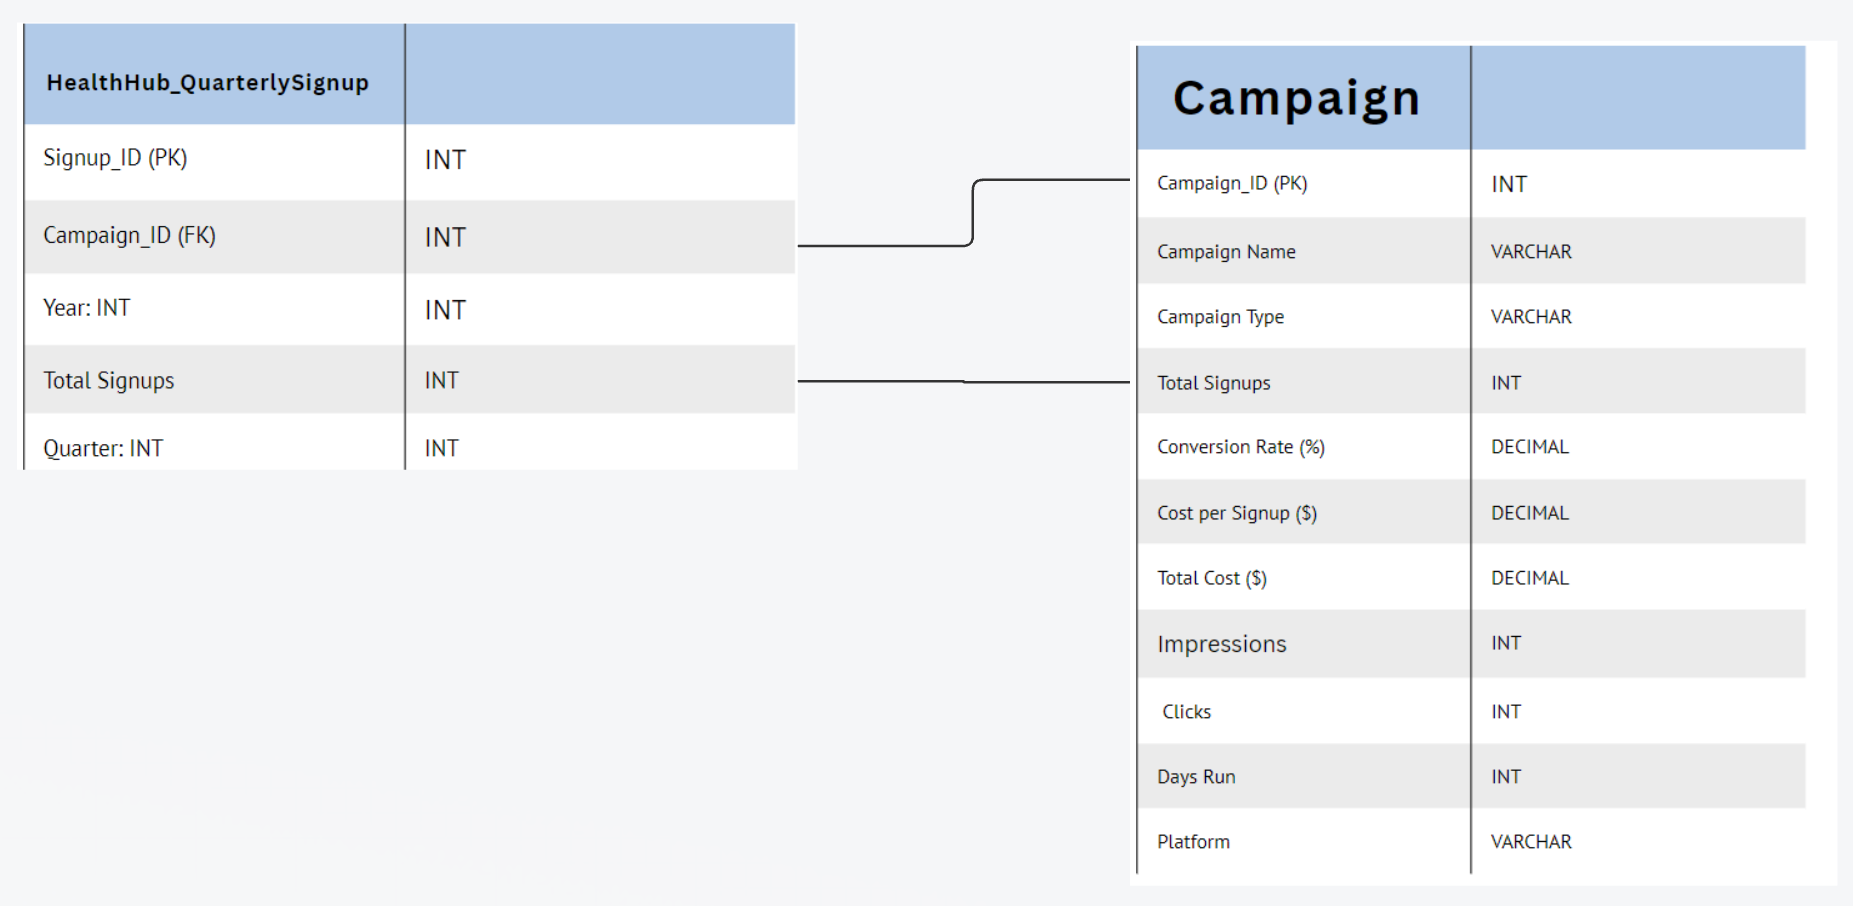 HealthHub_QuarterlySignup
Signup_ID (PK) INT
Campaign_ID (FK) INT
Year: INT INT
Total Signups INT
Quarter: INT INT
Campaign
Campaign_ID (PK) INT
Campaign Name VARCHAR
Campaign Type VARCHAR
Total Signups INT
Conversion Rate (%) DECIMAL
Cost per Signup ($) DECIMAL
Total Cost ($) DECIMAL
Impressions INT
Clicks INT
Days Run INT
Platform VARCHAR